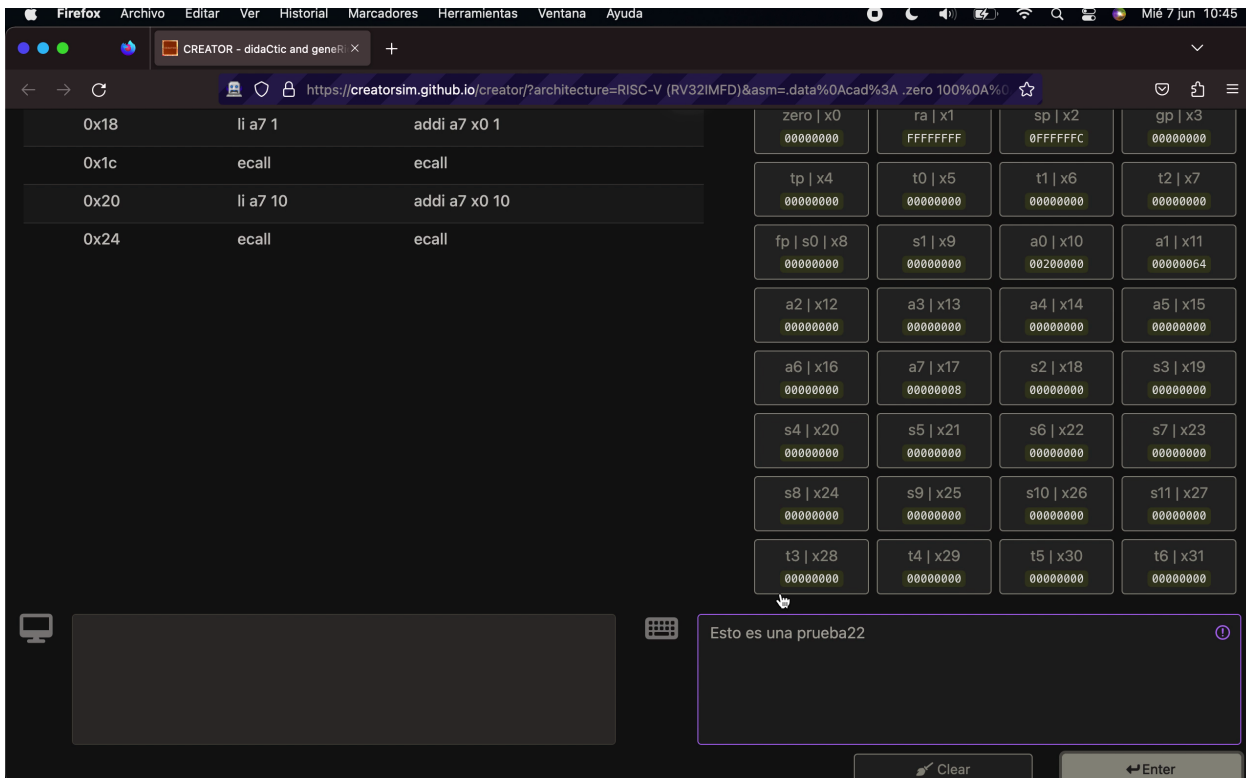 Firefox Archivo Editar Ver Historial Marcadores Herramientas Ventana Ayuda Mié 7 jun 10:45
CREATOR - didaCtic and geneRi
https://creatorsim.github.io/creator/?architecture=RISC-V (RV32IMFD)&asm=.data%0Acad%3A .zero 100%0A%0
0x18 li a7 1 addi a7 x0 1
0x1c ecall ecall
0x20 li a7 10 addi a7 x0 10
0x24 ecall ecall
zero | x0 ra | x1 sp | x2 gp | x3
00000000 FFFFFFFF 0FFFFFFC 00000000
tp | x4 t0 | x5 t1 | x6 t2 | x7
00000000 00000000 00000000 00000000
fp | s0 | x8 s1 | x9 a0 | x10 a1 | x11
00000000 00000000 00200000 00000064
a2 | x12 a3 | x13 a4 | x14 a5 | x15
00000000 00000000 00000000 00000000
a6 | x16 a7 | x17 s2 | x18 s3 | x19
00000000 00000008 00000000 00000000
s4 | x20 s5 | x21 s6 | x22 s7 | x23
00000000 00000000 00000000 00000000
s8 | x24 s9 | x25 s10 | x26 s11 | x27
00000000 00000000 00000000 00000000
t3 | x28 t4 | x29 t5 | x30 t6 | x31
00000000 00000000 00000000 00000000
Esto es una prueba22
Clear Enter